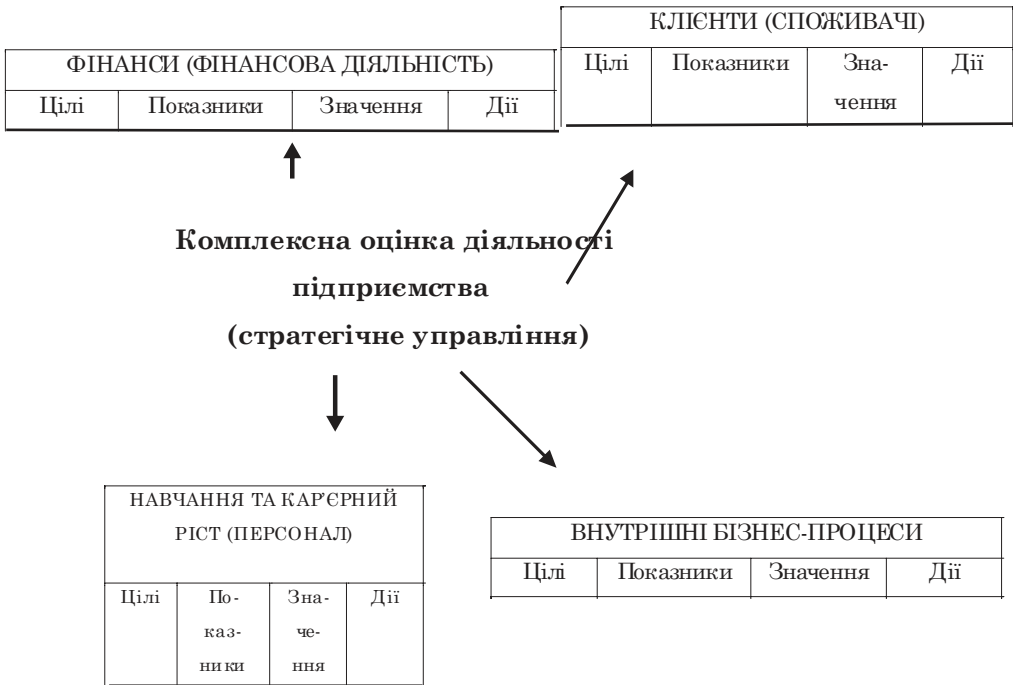 ФІНАНСИ (ФІНАНСОВА ДІЯЛЬНІСТЬ)
Цілі Показники Значення Дії
КЛІЄНТИ (СПОЖИВАЧІ)
Цілі Показники Зна- Дії
чення
Комплексна оцінка діяльності
підприємства
(стратегічне управління)
НАВЧАННЯ ТА КАР'ЄРНИЙ
РІСТ (ПЕРСОНАЛ)
Цілі По- Зна- Дії
каз- че-
ники ння
ВНУТРІШНІ БІЗНЕС-ПРОЦЕСИ
Цілі Показники Значення Дії